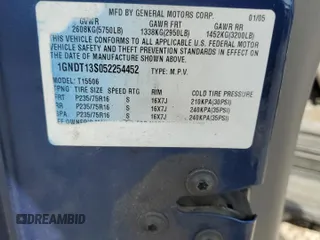 MFD BY GENERAL MOTORS CORP. 01/05
GVWR GAWR FRT GAWR RR
2608KG(5750LB) 1338KG(2950LB) 1452KG(3200LB)
THIS VEHICLE CONFORMS TO ALL APPLICABLE U.S. FEDERAL MOTOR
VEHICLE SAFETY, AND THEFT PREVENTION STANDARDS IN
EFFECT ON THE DATE OF MANUFACTURE SHOWN ABOVE.
1GNDT13S052254452 TYPE: M.P.V.
MODEL: T15506
TIRE SIZE SPEED RTG RIM COLD TIRE PRESSURE
FRT P235/75R16 S 16X7J 210KPA(30PSI)
RR P235/75R16 S 16X7J 240KPA(35PSI)
SPA P235/75R16 S 16X7J 240KPA(35PSI)
SEE OWNER'S
© DREAMBID